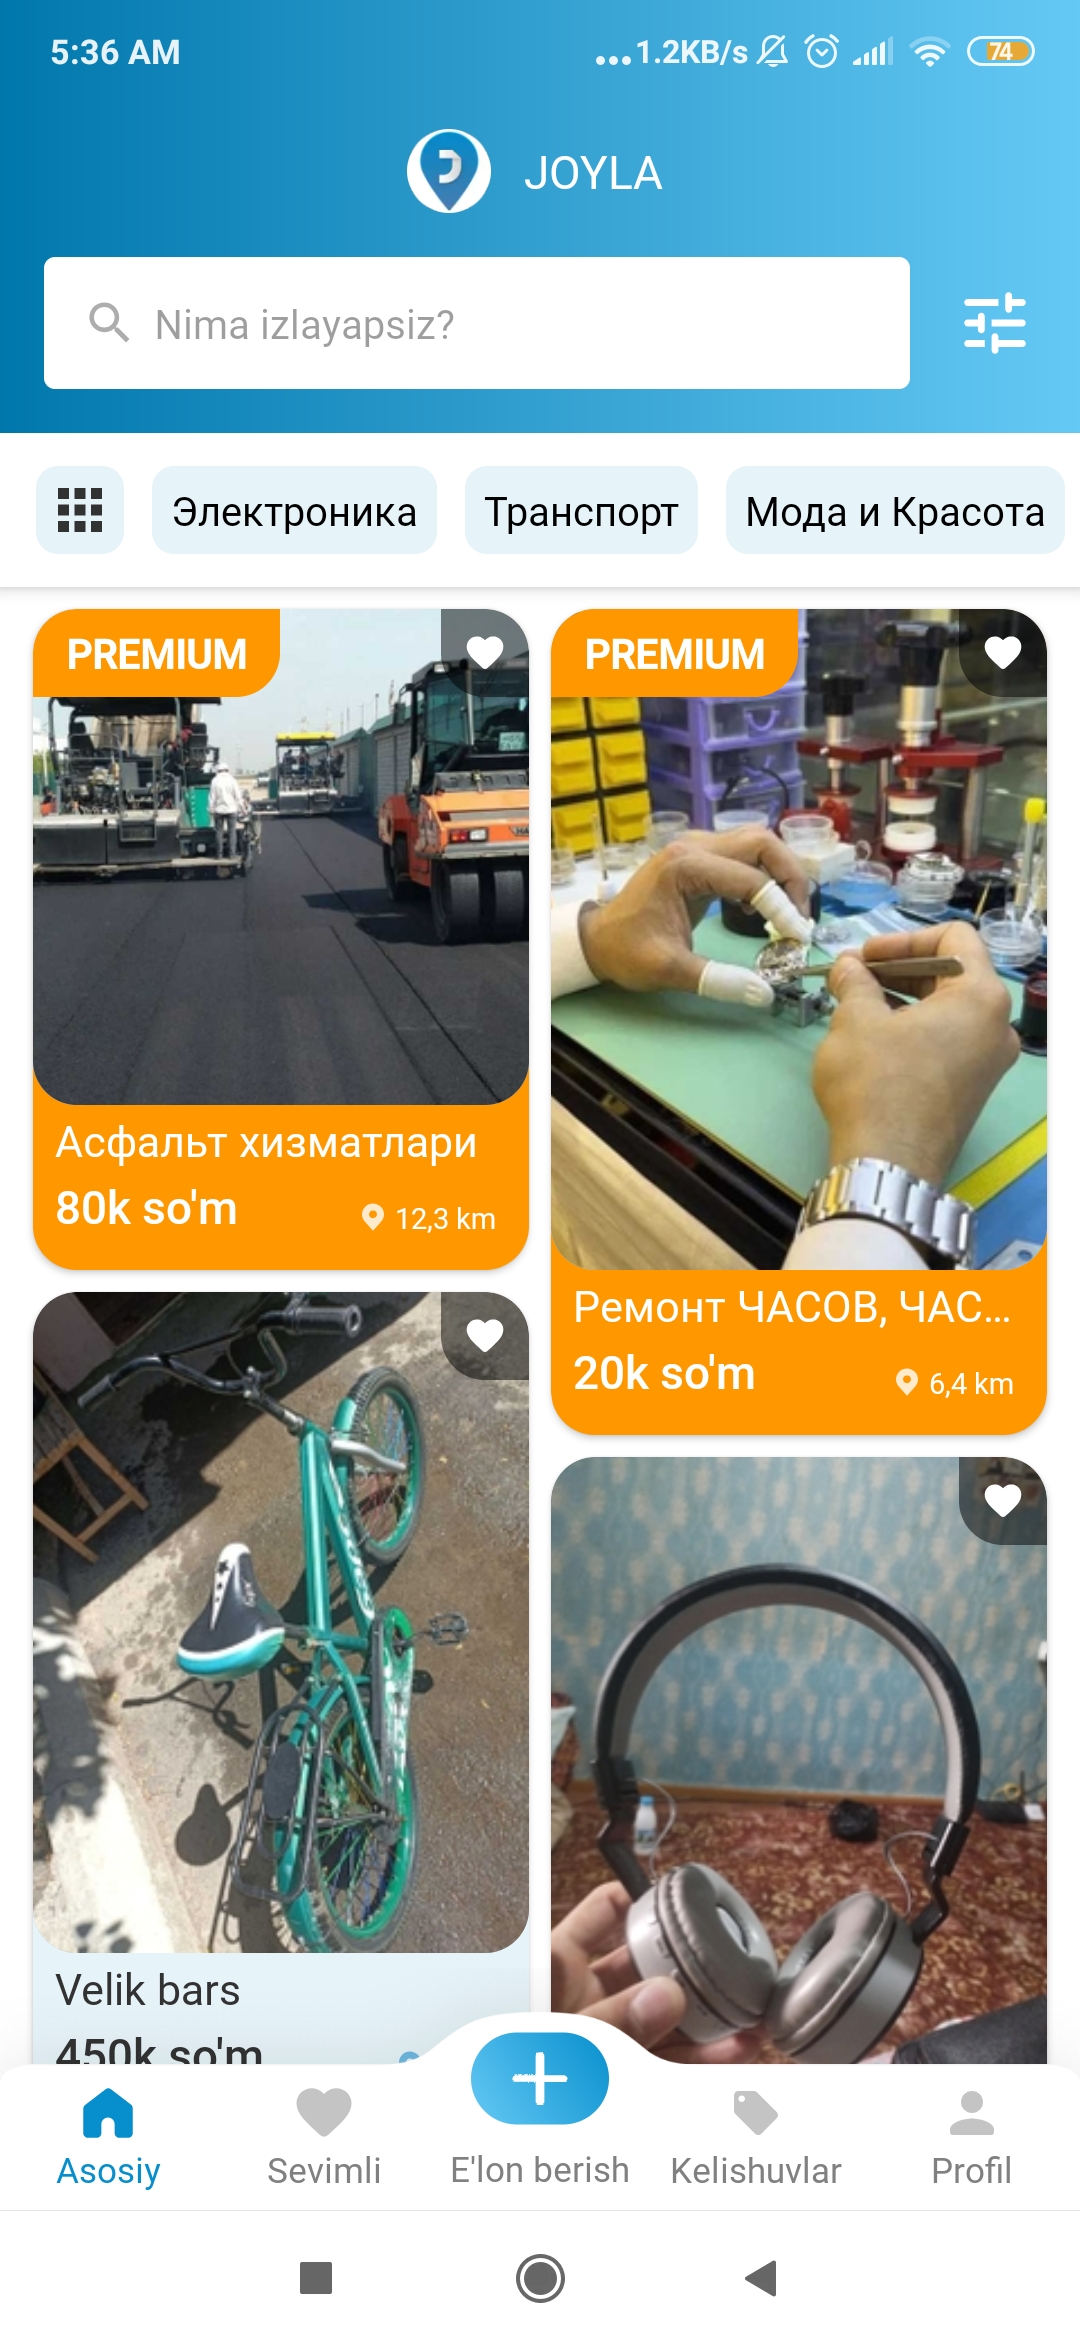 5:36 AM
...1.2KB/s
74
JOYLA
Nima izlayapsiz?
Электроника
Транспорт
Мода и Красота
PREMIUM
Асфальт хизматлари
80k so'm
12,3 km
PREMIUM
Ремонт ЧАСОВ, ЧАС...
20k so'm
6,4 km
Velik bars
450k so'm
Asosiy
Sevimli
E'lon berish
Kelishuvlar
Profil